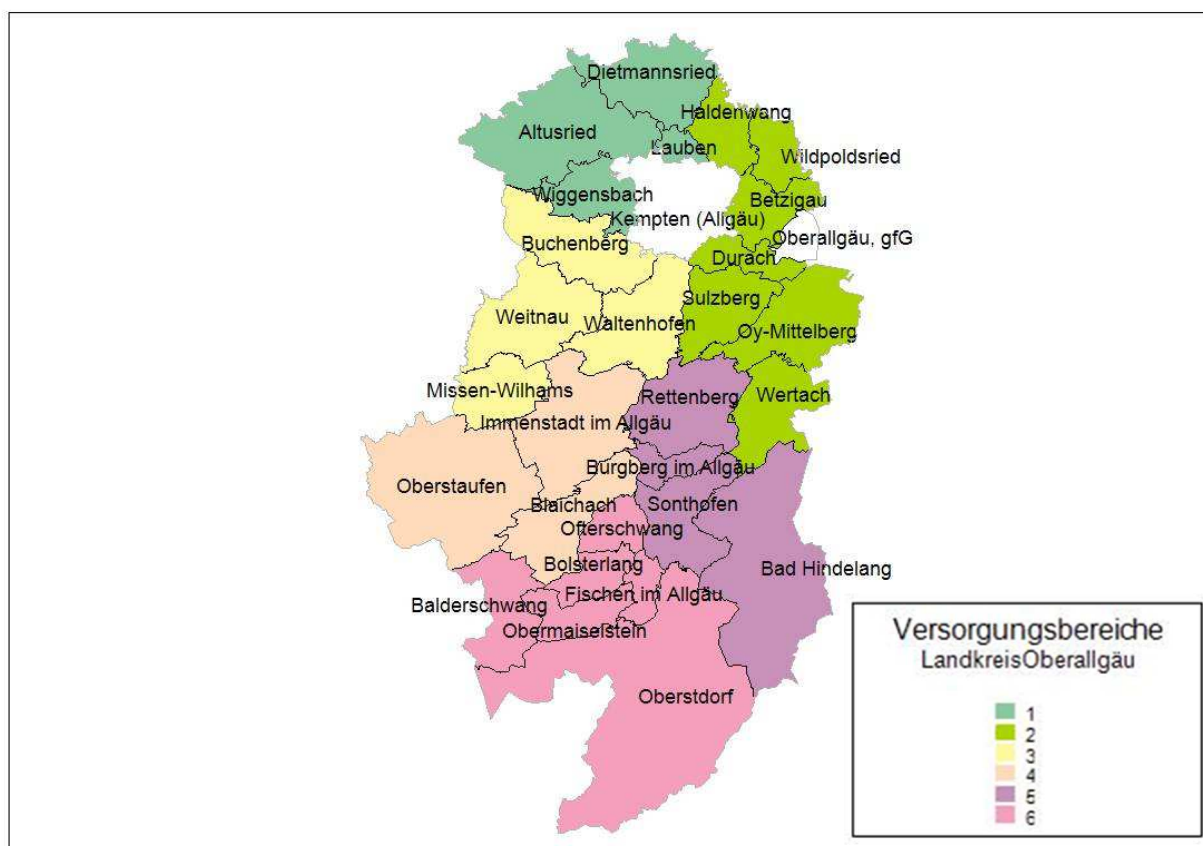 Dietmannsried
Haldenwang
Altusried
Lauben
Wildpoldsried
Wiggensbach
Betzigau
Kempten (Allgäu)
Oberallgäu, gfG
Buchenberg
Durach
Sulzberg
Weitnau
Waltenhofen
Oy-Mittelberg
Missen-Wilhams
Rettenberg
Wertach
Immenstadt im Allgäu
Burgberg im Allgäu
Oberstaufen
Blaichach
Sonthofen
Ofterschwang
Bolsterlang
Bad Hindelang
Fischen im Allgäu
Balderschwang
Obermaiselstein
Oberstdorf
Versorgungsbereiche
LandkreisOberallgäu
1
2
3
4
5
6